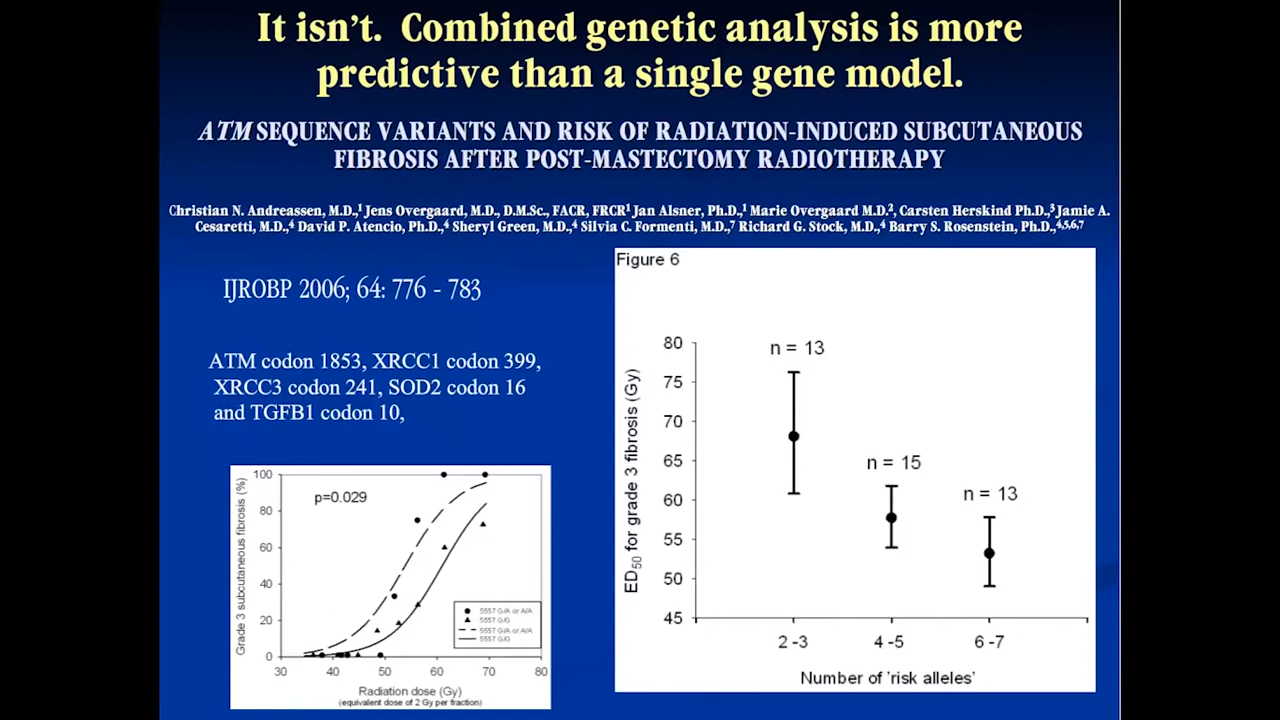 It isn't. Combined genetic analysis is more
predictive than a single gene model.
ATM SEQUENCE VARIANTS AND RISK OF RADIATION-INDUCED SUBCUTANEOUS
FIBROSIS AFTER POST-MASTECTOMY RADIOTHERAPY
Christian N. Andreassen, M.D.,1 Jens Overgaard, M.D., D.M.Sc., FACR, FRCR1 Jan Alsner, Ph.D.,1 Marie Overgaard M.D.2, Carsten Herskind Ph.D.,3 Jamie A.
Cesaretti, M.D.,4 David P. Atencio, Ph.D.,4 Sheryl Green, M.D.,4 Silvia C. Formenti, M.D.,7 Richard G. Stock, M.D.,4 Barry S. Rosenstein, Ph.D.,4,5,6,7
IJROBP 2006; 64: 776 - 783
ATM codon 1853, XRCC1 codon 399,
XRCC3 codon 241, SOD2 codon 16
and TGFB1 codon 10,
Grade 3 subcutaneous fibrosis (%)
100
80
60
40
20
0
p=0.029
5557 G/A or A/A
5557 G/G
5557 G/A or A/A
5557 G/G
30 40 50 60 70 80
Radiation dose (Gy)
(equivalent dose of 2 Gy per fraction)
Figure 6
ED50 for grade 3 fibrosis (Gy)
80
75
70
65
60
55
50
45
n = 13
n = 15
n = 13
2 -3 4 -5 6 -7
Number of 'risk alleles'